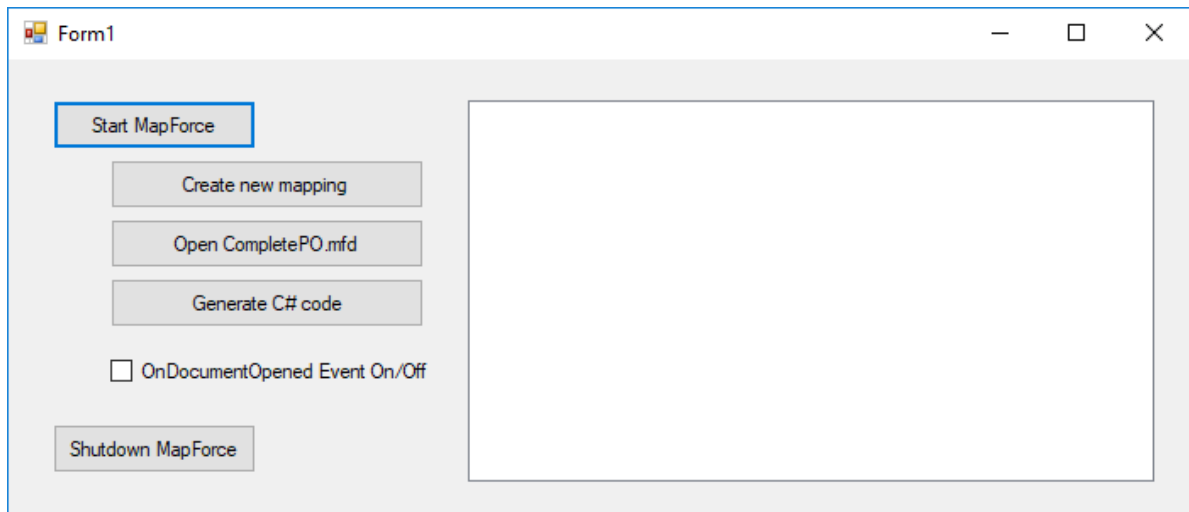 Form1
Start MapForce
Create new mapping
Open CompletePO.mfd
Generate C# code
OnDocumentOpened Event On/Off
Shutdown MapForce